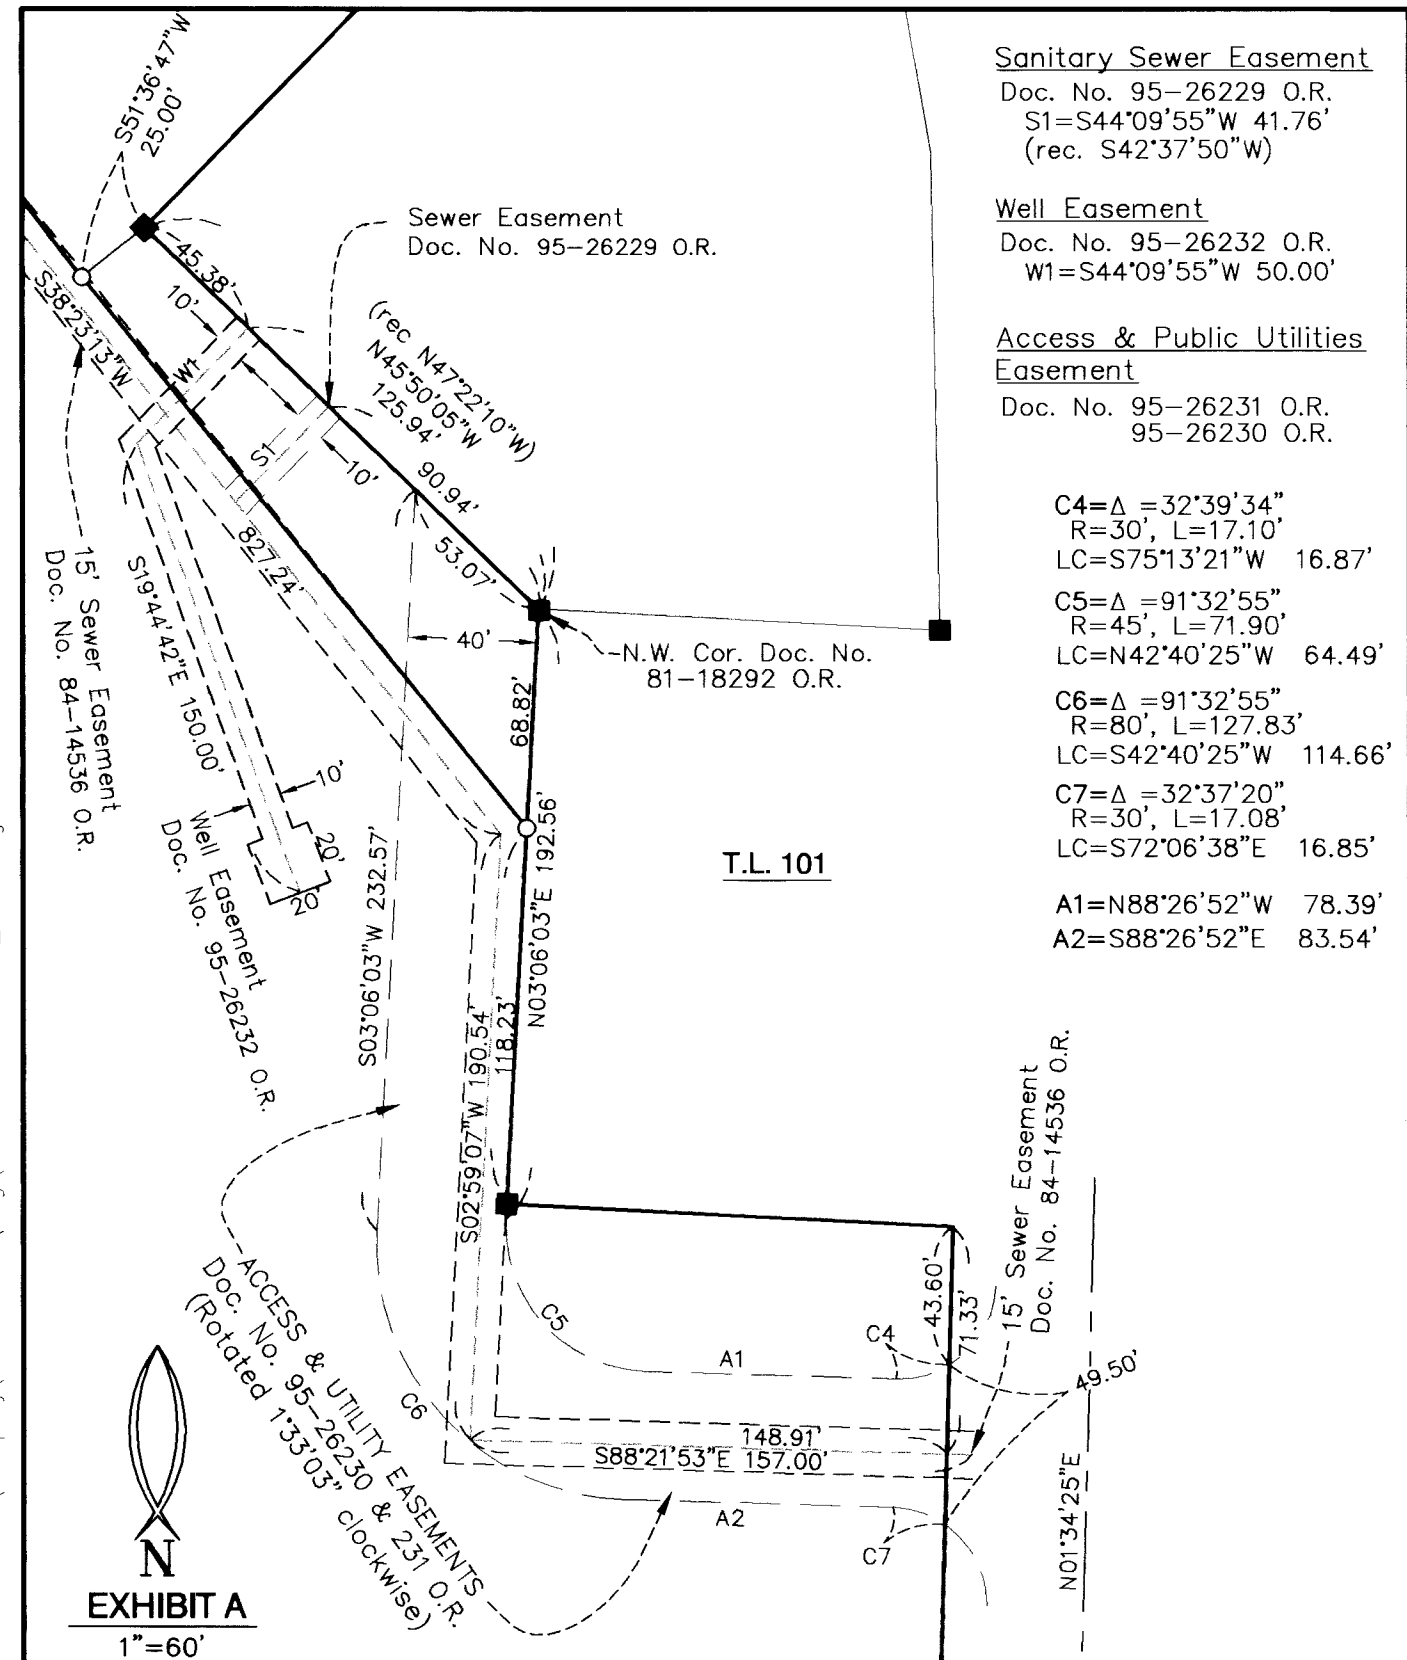 S51°36'47"W
25.00'
Sanitary Sewer Easement
Doc. No. 95-26229 O.R.
S1=S44°09'55"W 41.76'
(rec. S42°37'50"W)
Well Easement
Doc. No. 95-26232 O.R.
W1=S44°09'55"W 50.00'
Access & Public Utilities
Easement
Doc. No. 95-26231 O.R.
95-26230 O.R.
C4=Δ =32°39'34"
R=30', L=17.10'
LC=S75°13'21"W 16.87'
C5=Δ =91°32'55"
R=45', L=71.90'
LC=N42°40'25"W 64.49'
C6=Δ =91°32'55"
R=80', L=127.83'
LC=S42°40'25"W 114.66'
C7=Δ =32°37'20"
R=30', L=17.08'
LC=S72°06'38"E 16.85'
A1=N88°26'52"W 78.39'
A2=S88°26'52"E 83.54'
Sewer Easement
Doc. No. 95-26229 O.R.
45.38'
10'
S38°23'13"W
W1
(rec N47°22'10"W)
N45°50'05"W
125.94'
S1
10'
90.94'
53.07'
827.24'
40'
N.W. Cor. Doc. No.
81-18292 O.R.
68.82'
15' Sewer Easement
Doc. No. 84-14536 O.R.
S19°44'42"E 150.00'
10'
20'
20'
Well Easement
Doc. No. 95-26232 O.R.
T.L. 101
N03°06'03"E 192.56'
S03°06'03"W 232.57'
118.23'
S02°59'07"W 190.54'
15' Sewer Easement
Doc. No. 84-14536 O.R.
43.60'
71.33'
C5
C4
A1
49.50'
C6
148.91'
S88°21'53"E 157.00'
A2
C7
N01°34'25"E
ACCESS & UTILITY EASEMENTS
Doc. No. 95-26230 & 231 O.R.
(Rotated 1°33'03" clockwise)
N
EXHIBIT A
1"=60'